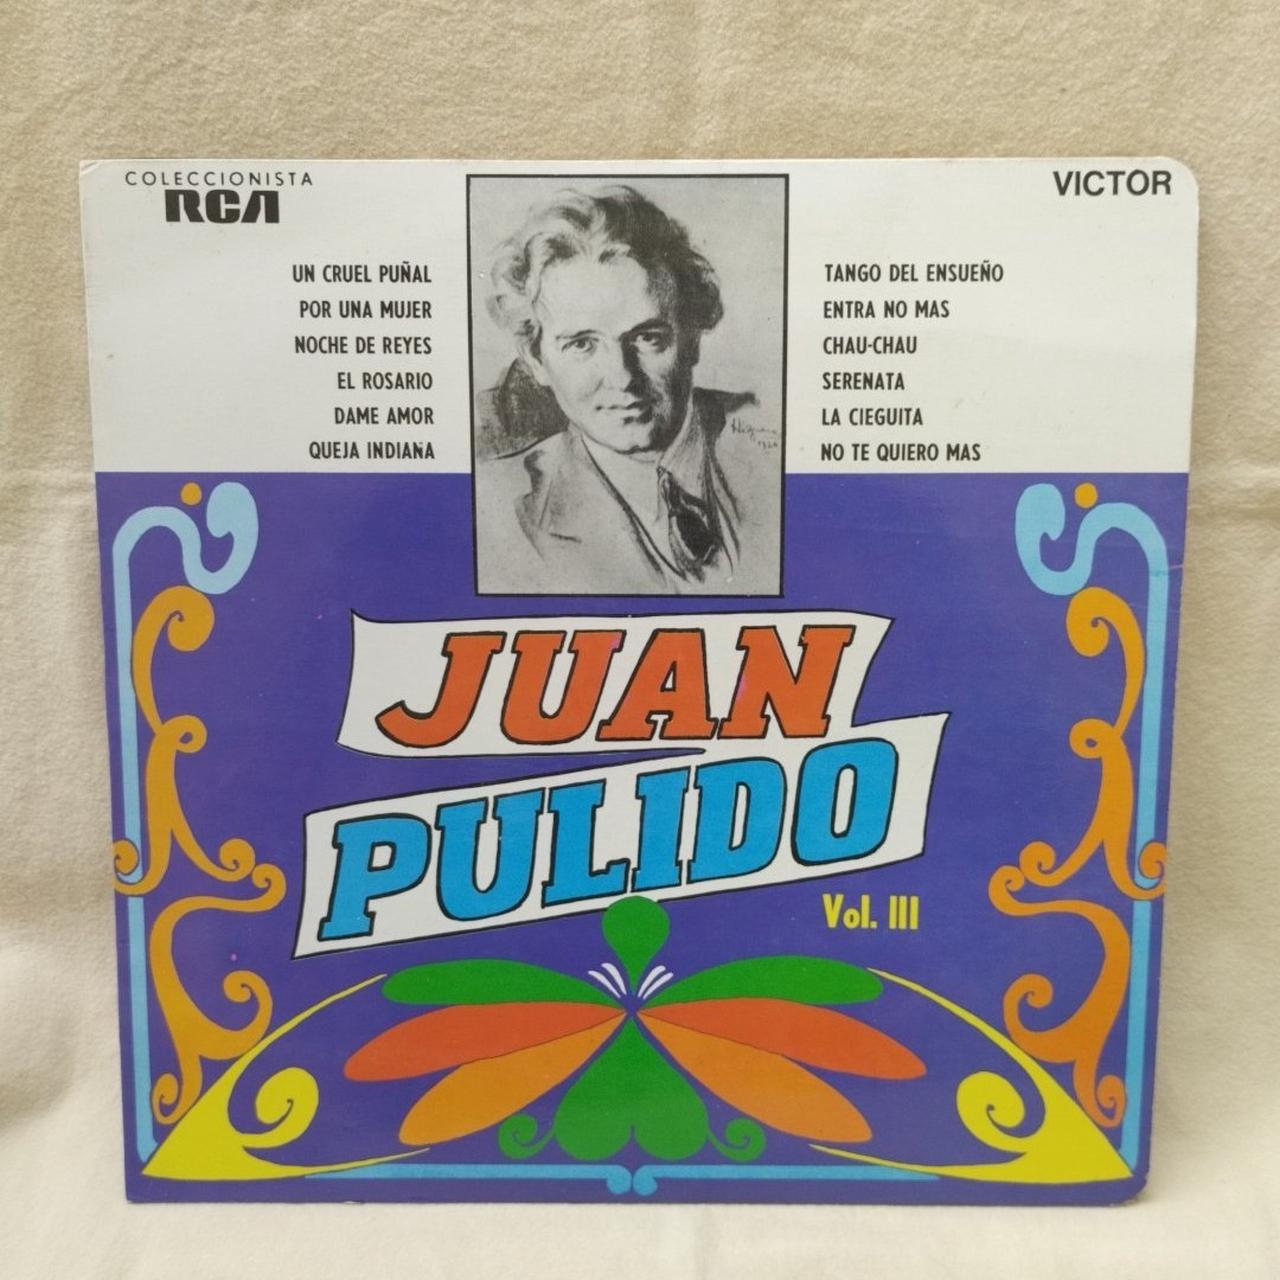 COLECCIONISTA
RCA
VICTOR
UN CRUEL PUÑAL
POR UNA MUJER
NOCHE DE REYES
EL ROSARIO
DAME AMOR
QUEJA INDIANA
TANGO DEL ENSUEÑO
ENTRA NO MAS
CHAU-CHAU
SERENATA
LA CIEGUITA
NO TE QUIERO MAS
JUAN
PULIDO
Vol. III